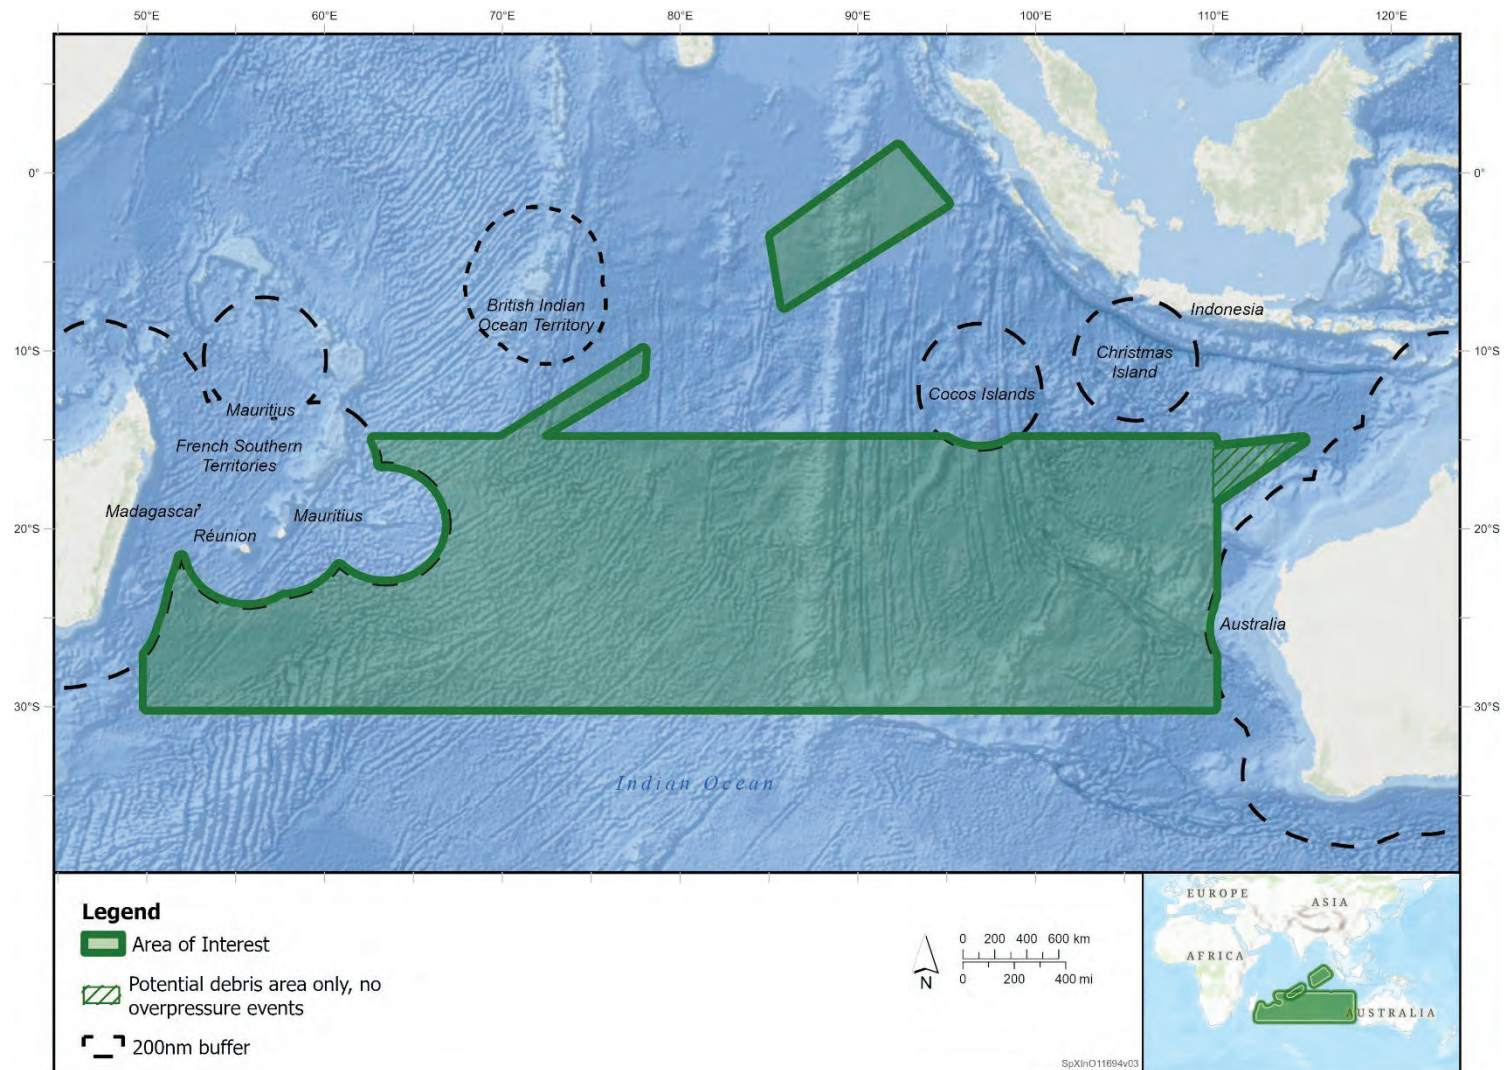 50°E 60°E 70°E 80°E 90°E 100°E 110°E 120°E
0° 0°
British Indian
Ocean Territory
Indonesia
10°S 10°S
Christmas
Island
Cocos Islands
Mauritius
French Southern
Territories
Madagascar
Mauritius
20°S 20°S
Réunion
Australia
30°S 30°S
Indian Ocean
Legend
Area of Interest
Potential debris area only, no
overpressure events
200nm buffer
N
0 200 400 600 km
0 200 400 mi
EUROPE
ASIA
AFRICA
AUSTRALIA
SpXInO11694v03